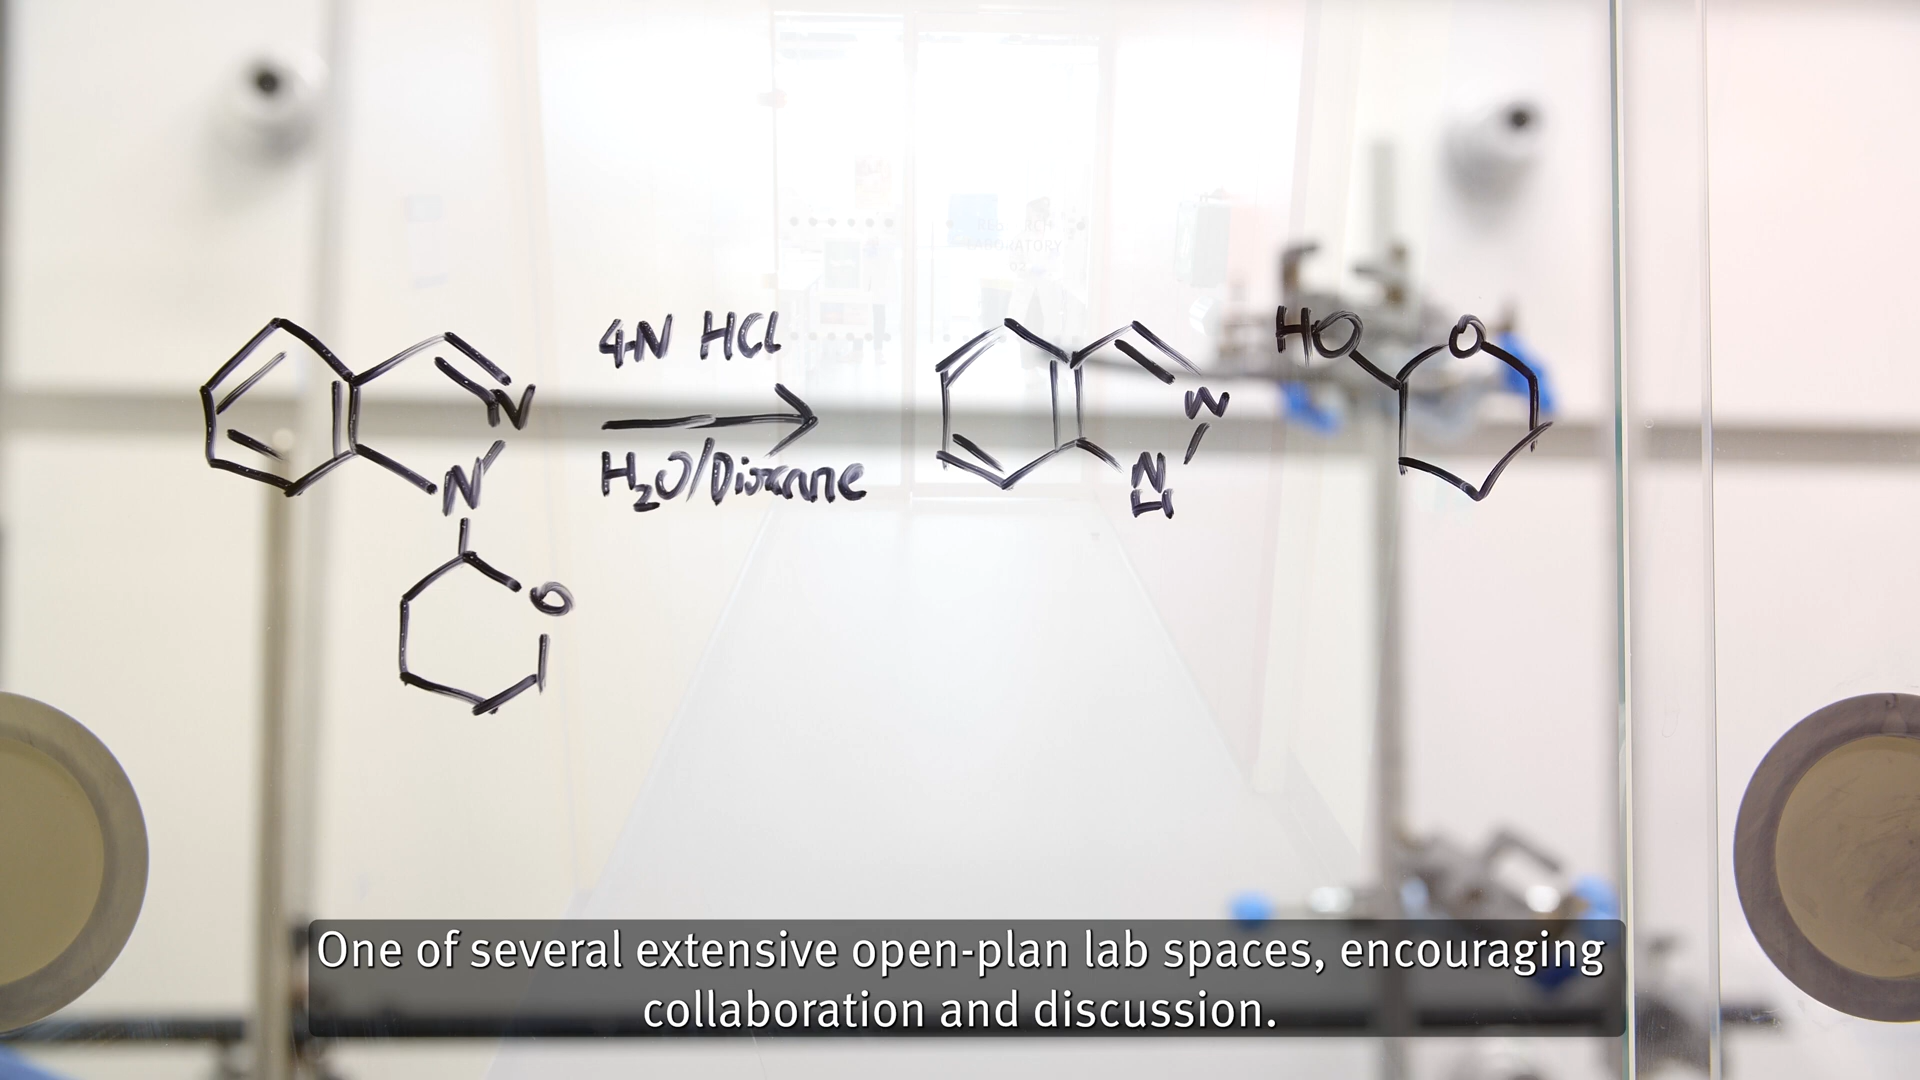 4N HCl
H₂O/Dioxane
N
N
O
N
N
H
HO
O
One of several extensive open-plan lab spaces, encouraging
collaboration and discussion.